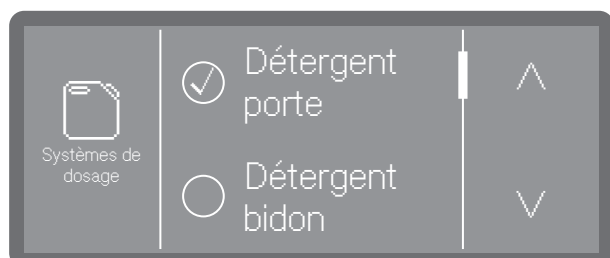 Systèmes de
dosage
Détergent
porte
Détergent
bidon